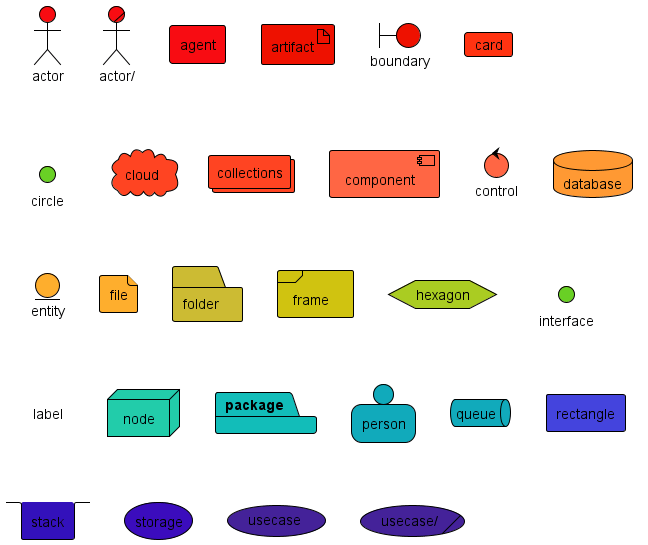 actor
actor/
agent
artifact
boundary
card
circle
cloud
collections
component
control
database
entity
file
folder
frame
hexagon
interface
label
node
package
person
queue
rectangle
stack
storage
usecase
usecase/